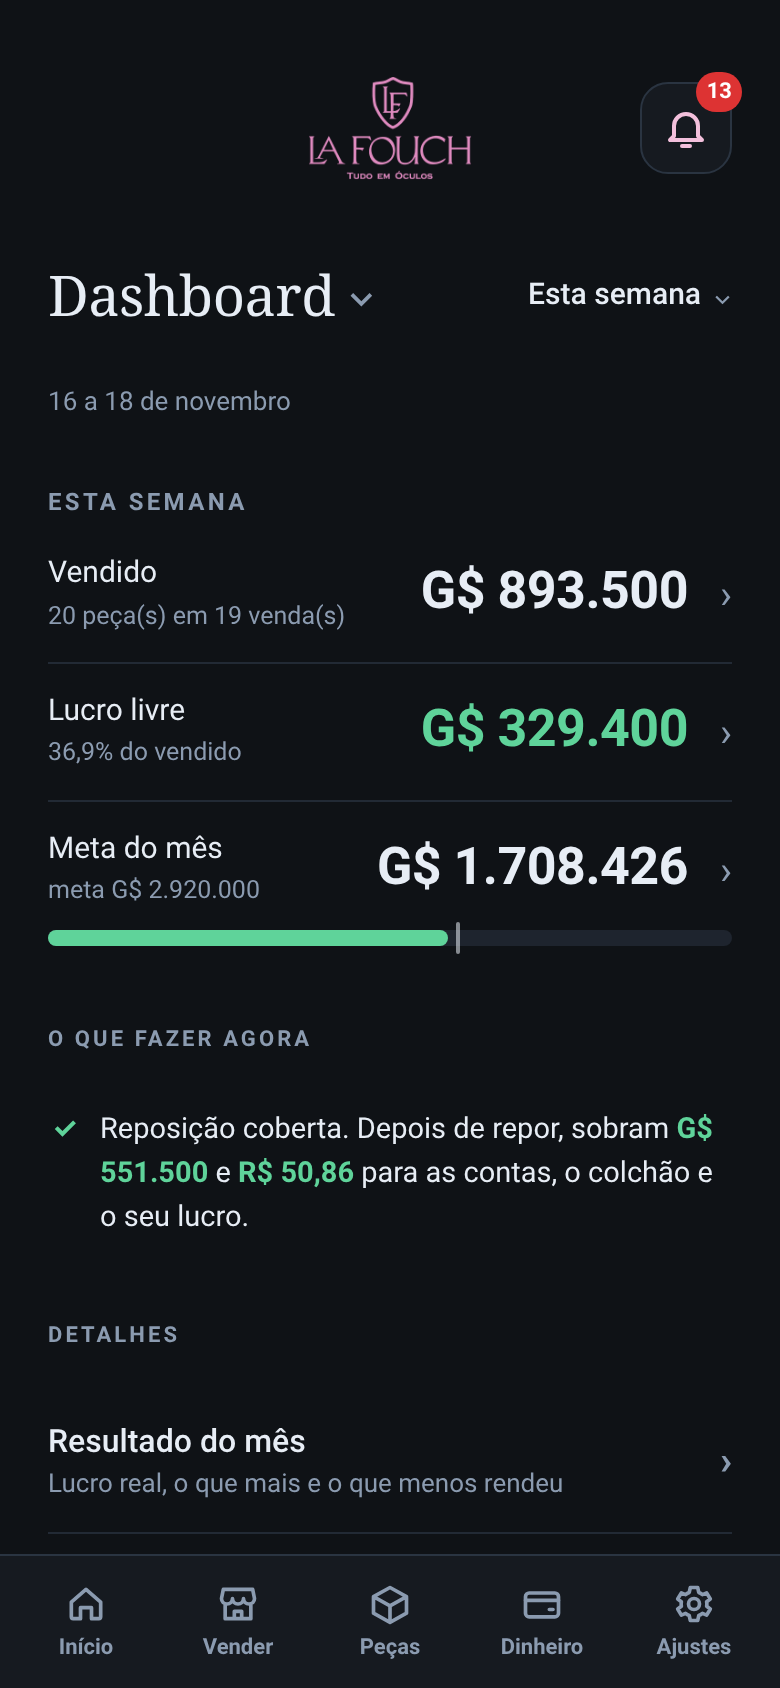 13
LF
LA FOUCH
TUDO EM ÓCULOS
Dashboard
Esta semana
16 a 18 de novembro
ESTA SEMANA
Vendido
G$ 893.500
20 peça(s) em 19 venda(s)
Lucro livre
G$ 329.400
36,9% do vendido
Meta do mês
G$ 1.708.426
meta G$ 2.920.000
O QUE FAZER AGORA
Reposição coberta. Depois de repor, sobram G$
551.500 e R$ 50,86 para as contas, o colchão e
o seu lucro.
DETALHES
Resultado do mês
Lucro real, o que mais e o que menos rendeu
Início
Vender
Peças
Dinheiro
Ajustes